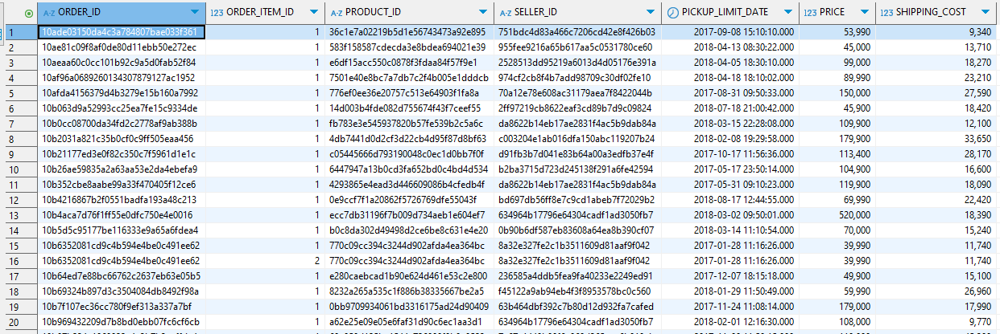 A-Z ORDER_ID 123 ORDER_ITEM_ID A-Z PRODUCT_ID A-Z SELLER_ID PICKUP_LIMIT_DATE 123 PRICE 123 SHIPPING_COST
1 10ade03150da4c3a784807bae033f361 1 36c1e7a02219b5d1e56743473a92e895 751bdc4d83a466c7206cd42e8f426b03 2017-09-08 15:10:10.000 53,990 9,340
2 10ae81c09f8af0de80d11ebb50e272ec 1 583f158587cdecda3e8bdea694021e39 955fee9216a65b617aa5c0531780ce60 2018-04-13 08:30:22.000 45,000 13,710
3 10aeaa60c0cc101b92c9a5d0fab52f84 1 e6df15acc550c0878f3fdaa84f57f9e1 2528513dd95219a6013d4d05176e391a 2018-04-05 18:30:10.000 99,000 18,270
4 10af96a0689260134307879127ac1952 1 7501c40e8bc7a7db7c2f4b005e1dddcb 974cf2cb8f4b7add98709c30df02fe10 2018-04-18 18:10:02.000 89,990 23,210
5 10afda4156379d4b3279e15b160a7992 1 776ef0ee36e20757c513e64903f1fa8a 70a12e78e608ac31179aea7f8422044b 2017-08-31 09:50:33.000 150,000 27,590
6 10b063d9a52993cc25ea7fe15c9334de 1 14d003b4fde082d755674f43f7ceef55 2ff97219cb8622eaf3cd89b7d9c09824 2018-07-18 21:00:42.000 45,900 18,420
7 10b0cc08700da34fd2c2778af9ab388b 1 fb783e3e545937820b57fe539b2c5a6c da8622b14eb17ae2831f4ac5b9dab84a 2018-03-15 22:28:08.000 109,900 12,100
8 10b2031a821c35b0cf0c9ff505eaa456 1 4db7441d0d2cf3d22cb4d95f87d8bf63 c003204e1ab016dfa150abc119207b24 2018-02-08 19:29:58.000 179,900 33,650
9 10b21177ed3e0f82c350c7f5961d1e1c 1 c05445666d793190048c0ec1d0bb7f0f d91fb3b7d041e83b64a00a3edfb37e4f 2017-10-17 11:56:36.000 113,400 28,170
10 10b26ae59835a2a63aa53e2da4ebefa9 1 6447947a13b0cd3fa652bd0c4bd4d534 b2ba3715d723d245138f291a6fe42594 2017-05-17 23:50:14.000 104,900 16,600
11 10b352cbe8aabe99a33f470405f12ce6 1 4293865e4ead3d446609086b4cfedb4f da8622b14eb17ae2831f4ac5b9dab84a 2017-05-31 09:10:23.000 119,900 18,090
12 10b4216867b2f0551badfa193a48c213 1 0e9ccf7f1a20862f5726769dfe55043f bd697db56ff8e7c9cd1abeb7f72029b2 2018-08-17 12:44:55.000 69,990 22,420
13 10b4aca7d76f1ff55e0dfc750e4e0016 1 ecc7db31196f7b009d734aeb1e604ef7 634964b17796e64304cadf1ad3050fb7 2018-03-02 09:50:01.000 520,000 18,390
14 10b5d5c95177be116333e9a65a6fdea4 1 b0c8da302d49498d2ce6be8c631e4e20 0b90b6df587eb83608a64ea8b390cf07 2018-03-14 11:10:54.000 70,000 15,240
15 10b6352081cd9c4b594e4be0c491ee62 1 770c09cc394c3244d902afda4ea364bc 8a32e327fe2c1b3511609d81aaf9f042 2017-01-28 11:16:26.000 39,990 11,740
16 10b6352081cd9c4b594e4be0c491ee62 2 770c09cc394c3244d902afda4ea364bc 8a32e327fe2c1b3511609d81aaf9f042 2017-01-28 11:16:26.000 39,990 11,740
17 10b64ed7e88bc66762c2637eb63e05b5 1 e280caebcad1b90e624d461e53c2e800 236585a4ddb5fea9fa40233e2249ed91 2017-12-07 18:15:18.000 49,900 15,100
18 10b69324b897d3c3504084db8492f98a 1 8232a265a535c1f886b38335667be2a5 f45122a9ab94eb4f3f8953578bc0c560 2018-01-29 11:50:49.000 59,990 26,960
19 10b7f107ec36cc780f9ef313a337a7bf 1 0bb9709934061bd3316175ad24d90409 63b464dbf392c7b80d12d932fa7cafed 2017-11-24 11:08:14.000 179,000 17,990
20 10b969432209d7b8bd0ebb07fc6cf6cb 1 a62e25e09e05e6faf31d90c6ec1aa3d1 634964b17796e64304cadf1ad3050fb7 2018-02-01 12:16:30.000 108,000 9,770